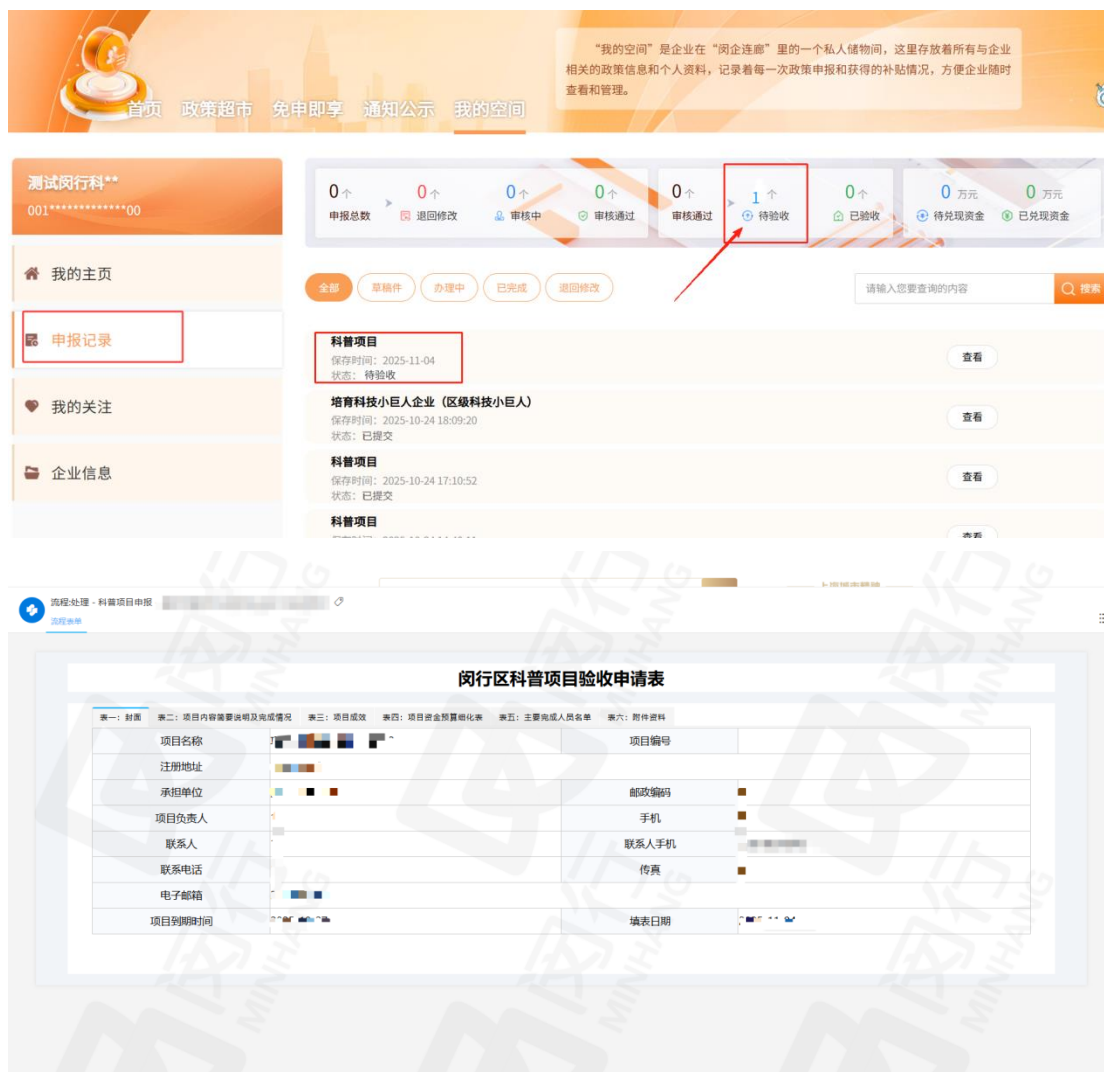 “我的空间”是企业在“闵企连廊”里的一个私人储物间，这里存放着所有与企业
相关的政策信息和个人资料，记录着每一次政策申报和获得的补贴情况，方便企业随时
查看和管理。
首页 政策超市 免申即享 通知公示 我的空间
测试闵行科**
001*************00
我的主页
申报记录
我的关注
企业信息
0个 0个 0个 0个 0个 1个 0个 0万元 0万元
申报总数 退回修改 审核中 审核通过 审核通过 待验收 已验收 待兑现资金 已兑现资金
全部 草稿件 办理中 已完成 退回修改 请输入您要查询的内容 搜索
科普项目
保存时间：2025-11-04 查看
状态：待验收
培育科技小巨人企业（区级科技小巨人）
保存时间：2025-10-24 18:09:20 查看
状态：已提交
科普项目
保存时间：2025-10-24 17:10:52 查看
状态：已提交
科普项目
查看
流程处理 - 科普项目申报
流程表单
闵行区科普项目验收申请表
表一：封面 表二：项目内容简要说明及完成情况 表三：项目成效 表四：项目资金预算细化表 表五：主要完成人员名单 表六：附件资料
项目名称 项目编号
注册地址
承担单位 邮政编码
项目负责人 手机
联系人 联系人手机
联系电话 传真
电子邮箱
项目到期时间 填表日期
闵行
MINHANG